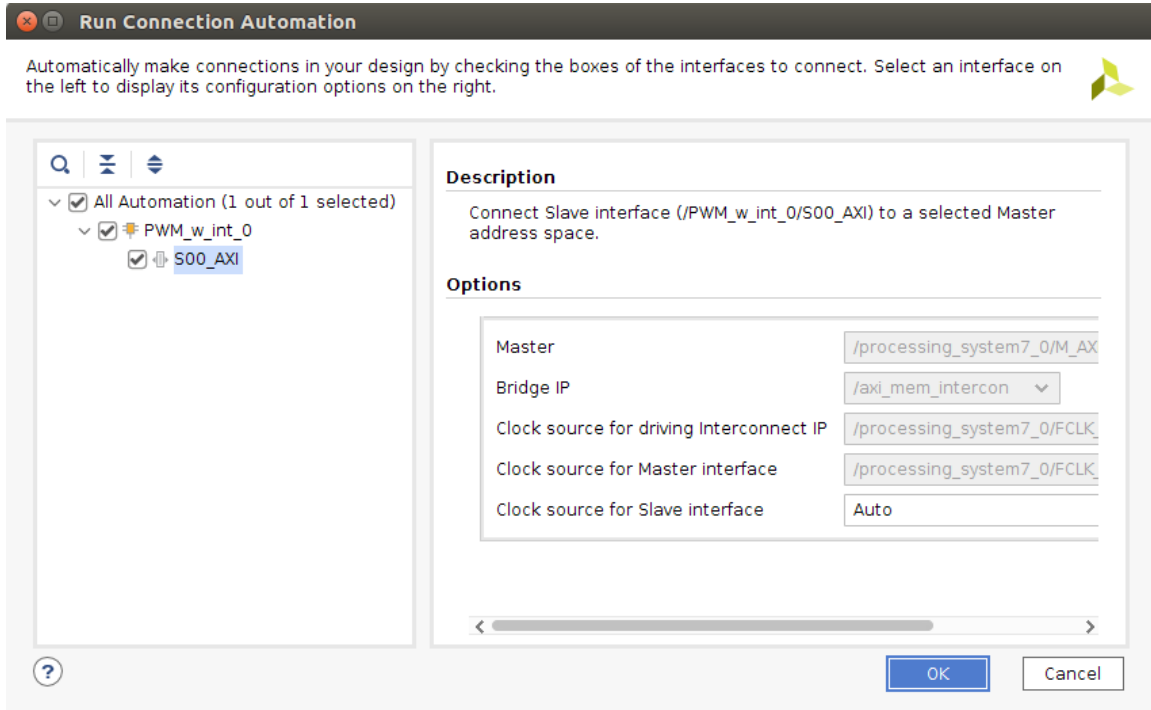 Run Connection Automation
Automatically make connections in your design by checking the boxes of the interfaces to connect. Select an interface on
the left to display its configuration options on the right.
All Automation (1 out of 1 selected)
PWM_w_int_0
S00_AXI
Description
Connect Slave interface (/PWM_w_int_0/S00_AXI) to a selected Master
address space.
Options
Master /processing_system7_0/M_AX
Bridge IP /axi_mem_intercon
Clock source for driving Interconnect IP /processing_system7_0/FCLK_
Clock source for Master interface /processing_system7_0/FCLK_
Clock source for Slave interface Auto
?
OK Cancel